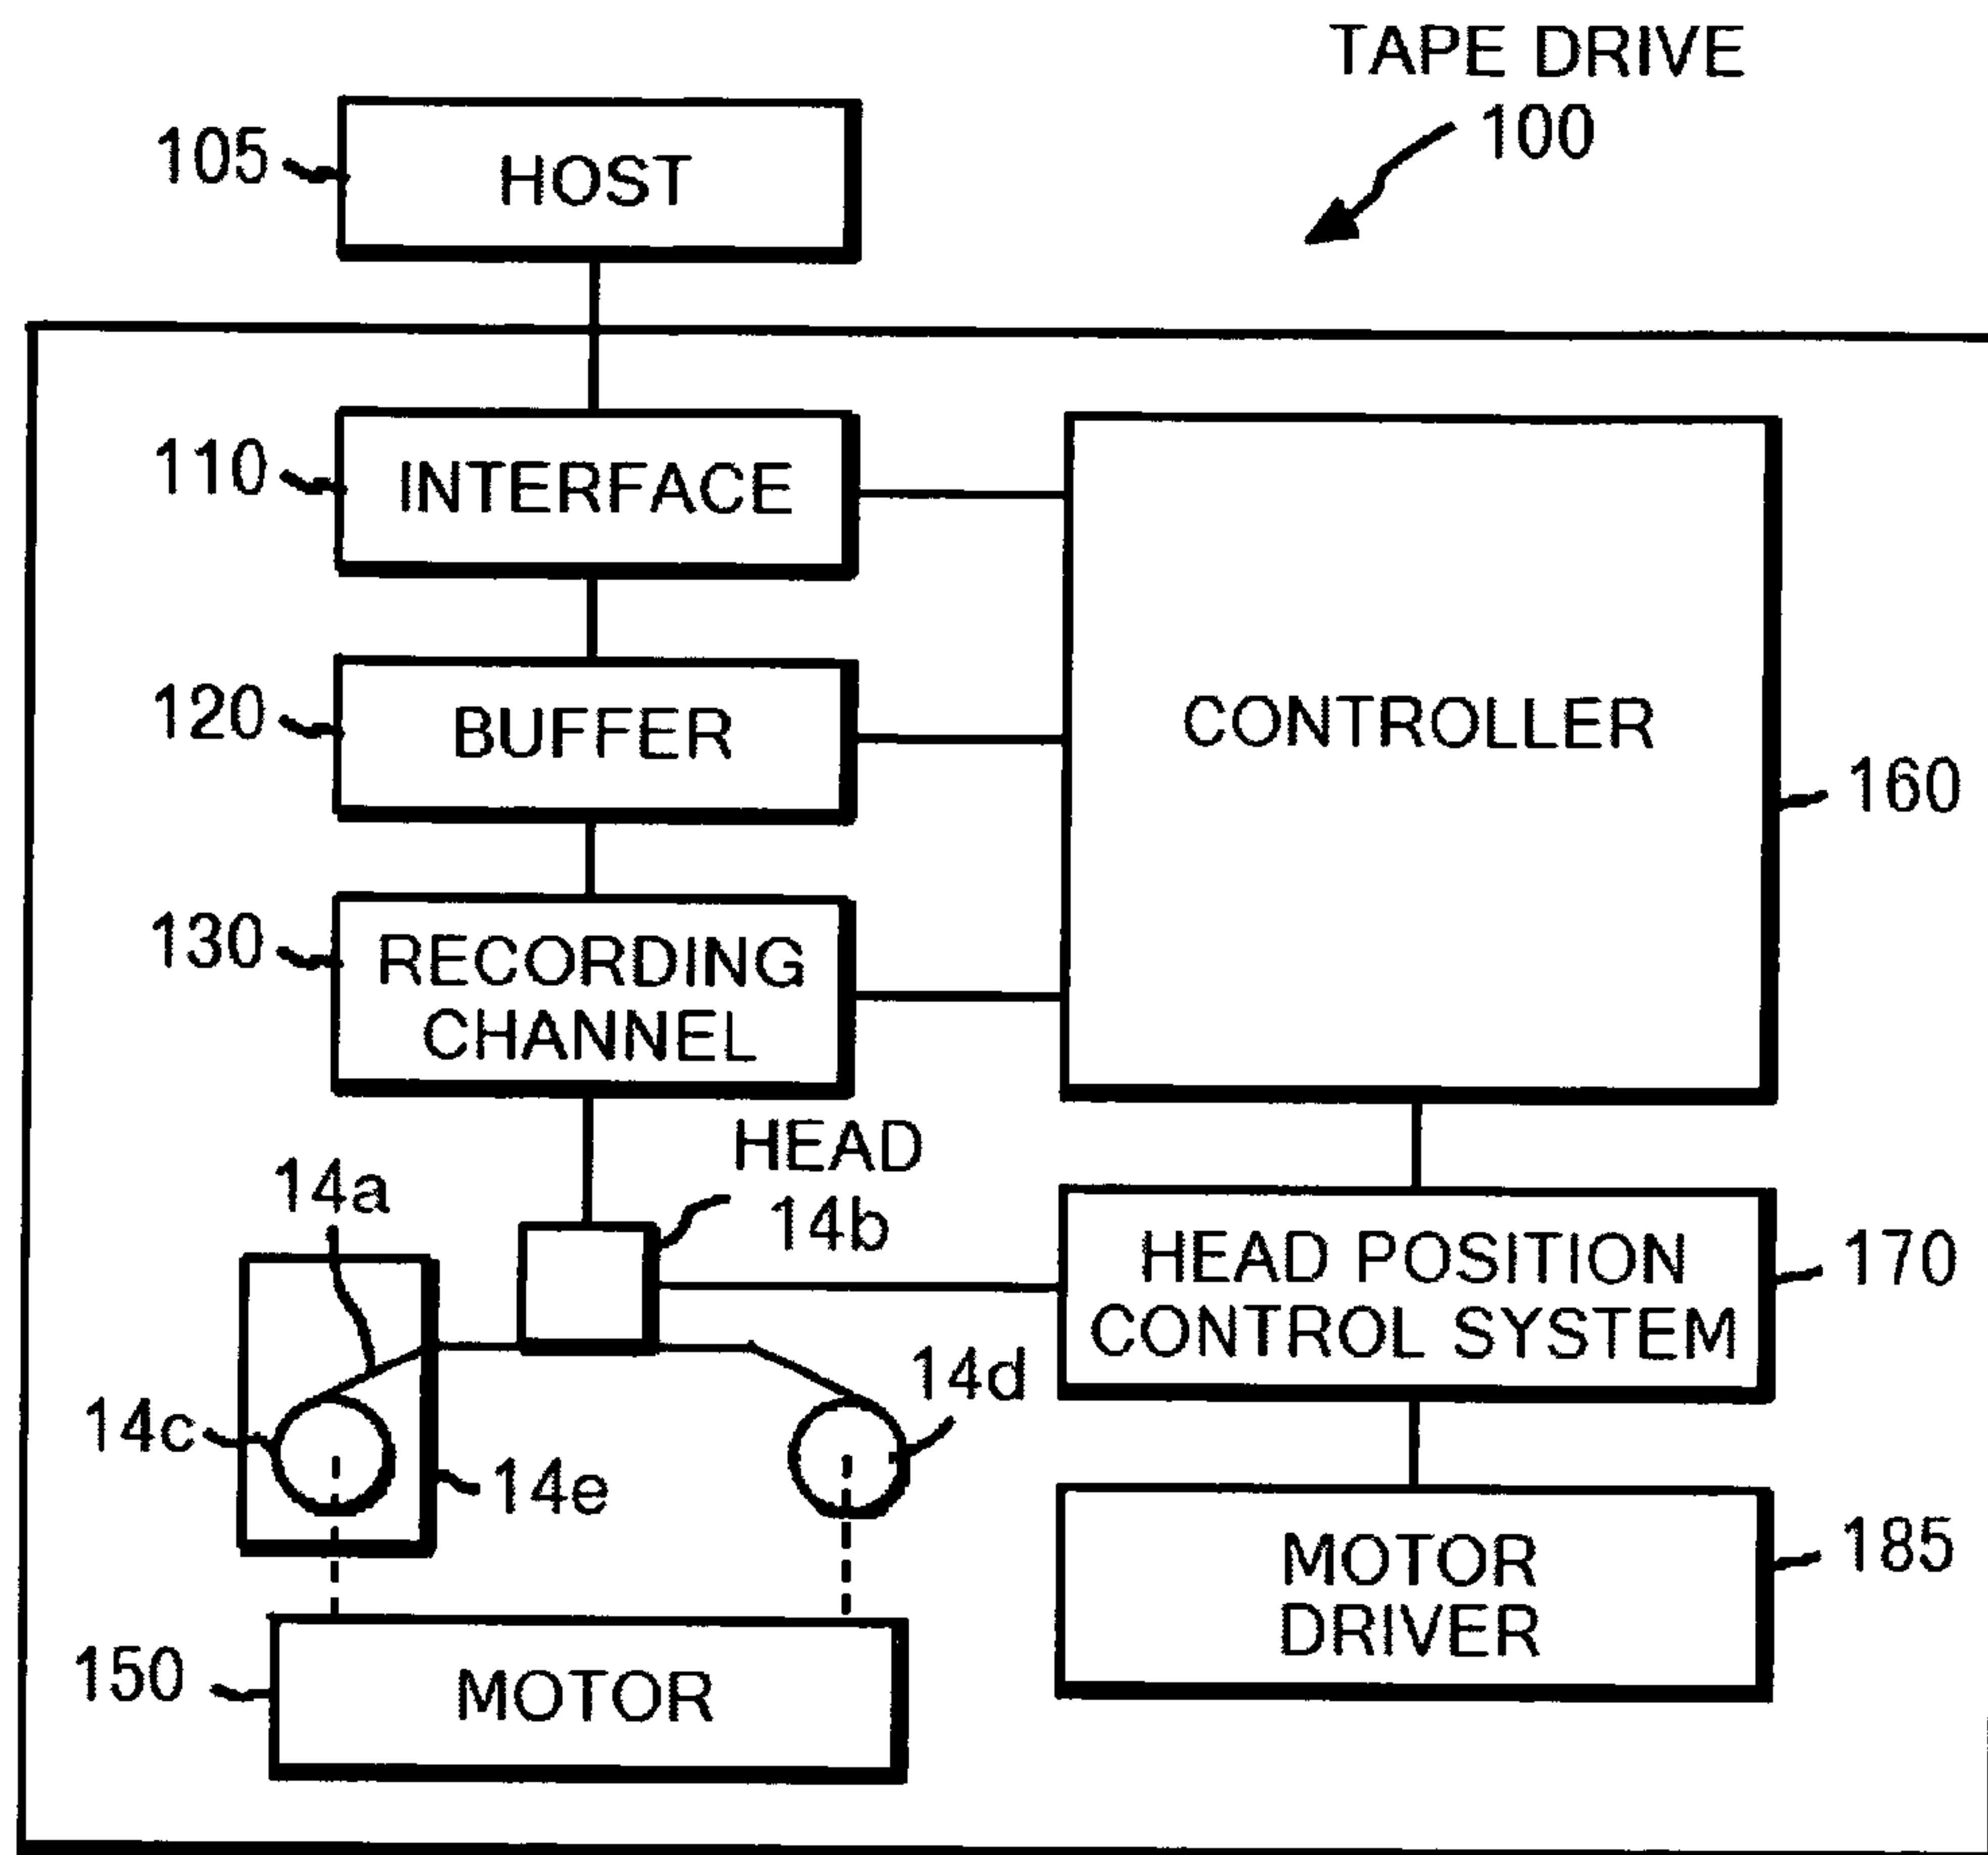 TAPE DRIVE
100
105
HOST
110
INTERFACE
120
BUFFER
CONTROLLER
160
130
RECORDING
CHANNEL
HEAD
14b
14a
HEAD POSITION
CONTROL SYSTEM
170
14c
14d
14e
MOTOR
DRIVER
185
150
MOTOR